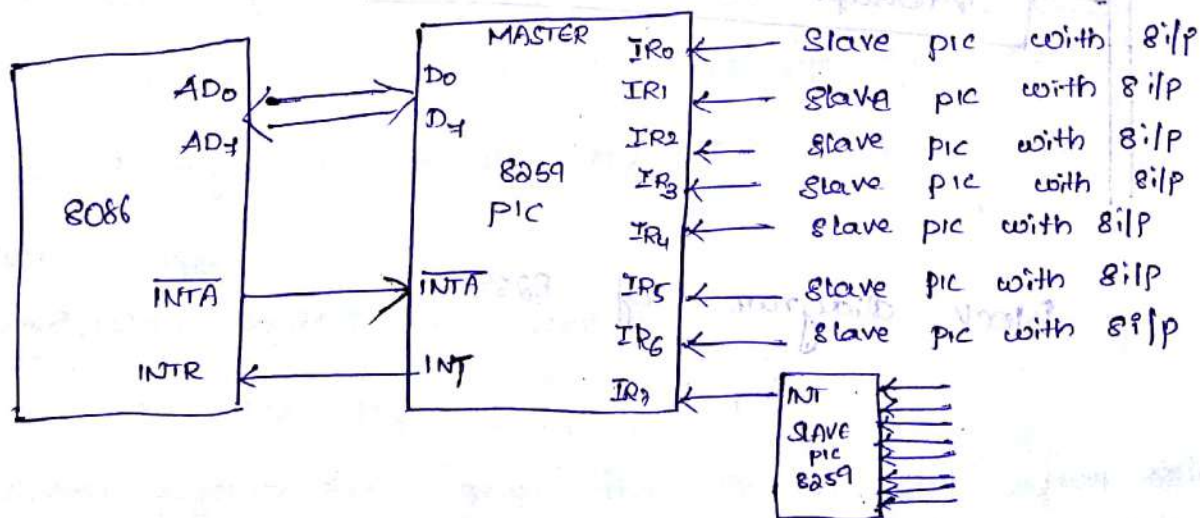 MASTER
IR0 Slave pic with 8i/p
AD0 D0
IR1 Slave pic with 8i/p
AD7 D7
IR2 Slave pic with 8i/p
8259
IR3 Slave pic with 8i/p
8086
PIC
IR4 Slave pic with 8i/p
INTA INTA
IR5 Slave pic with 8i/p
IR6 Slave pic with 8i/p
INTR INT
IR7 INT
SLAVE
pic
8259